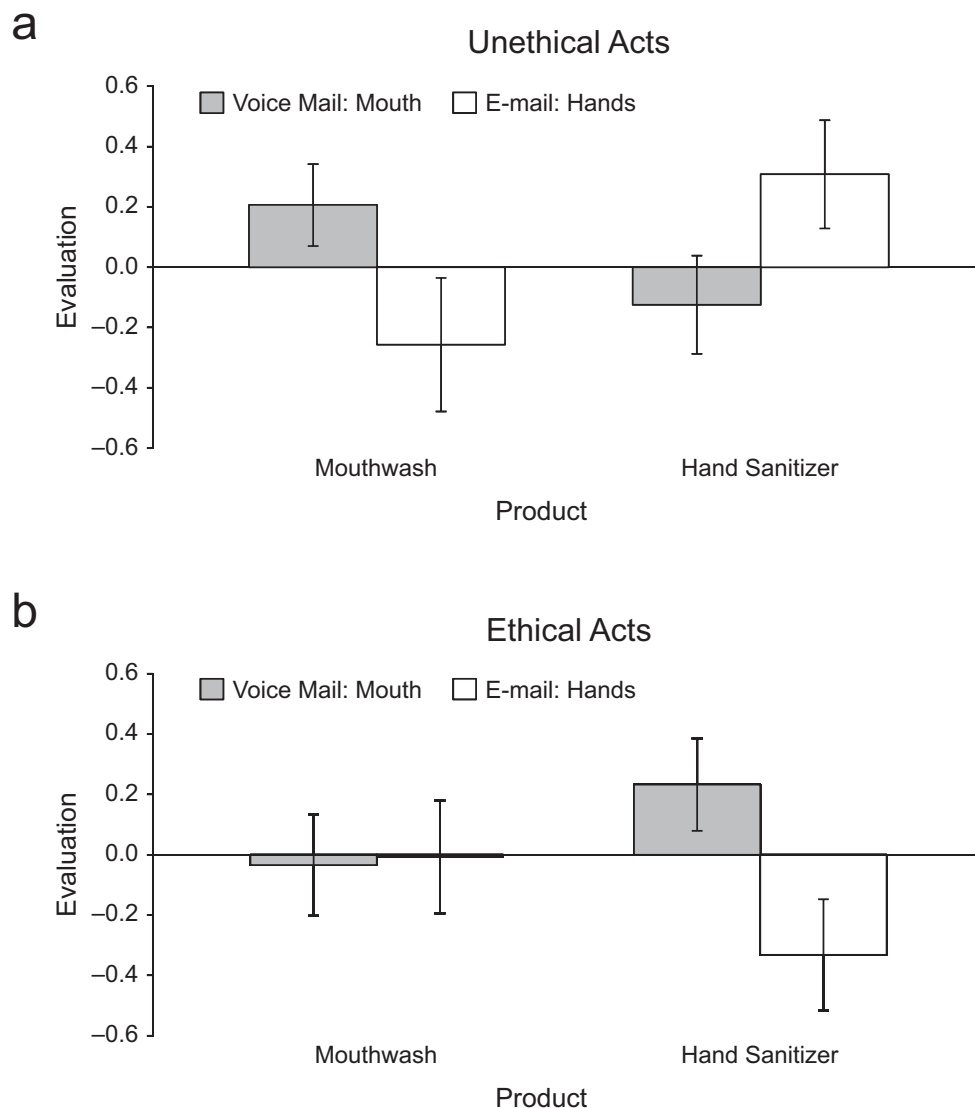 a
Unethical Acts
Voice Mail: Mouth
E-mail: Hands
Evaluation
0.6
0.4
0.2
0.0
–0.2
–0.4
–0.6
Mouthwash
Hand Sanitizer
Product
b
Ethical Acts
Voice Mail: Mouth
E-mail: Hands
Evaluation
0.6
0.4
0.2
0.0
–0.2
–0.4
–0.6
Mouthwash
Hand Sanitizer
Product